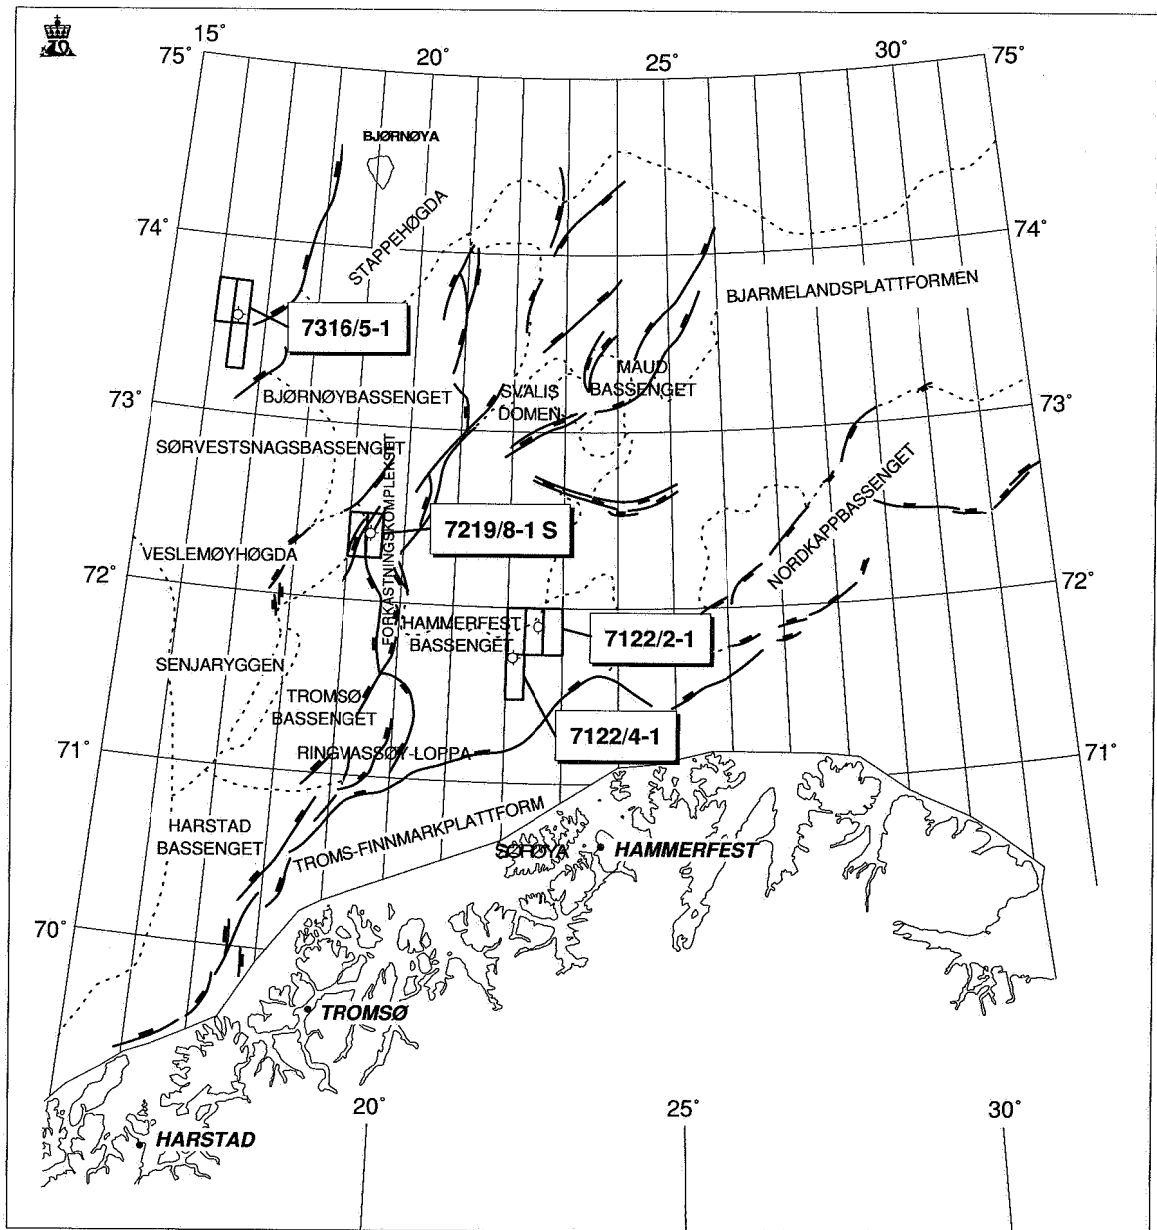 15°
75°
20°
25°
30°
75°
BJØRNØYA
STAPPEHØGDA
74°
74°
BJARMELANDSPLATTFORMEN
7316/5-1
MAUD
BASSENGET
SVALIS
DOMEN
BJØRNØYBASSENGET
73°
73°
SØRVESTSNAGSBASSENGET
FORKASTNINGSKOMPLEKSET
NORDKAPPBASSENGET
7219/8-1 S
VESLEMØYHØGDA
72°
72°
HAMMERFEST
BASSENGET
7122/2-1
SENJARYGGEN
TROMSØ
BASSENGET
7122/4-1
71°
71°
RINGVASSØY-LOPPA
HARSTAD
BASSENGET
TROMS-FINNMARKPLATTFORM
SØRØYA
HAMMERFEST
70°
TROMSØ
20°
25°
30°
HARSTAD